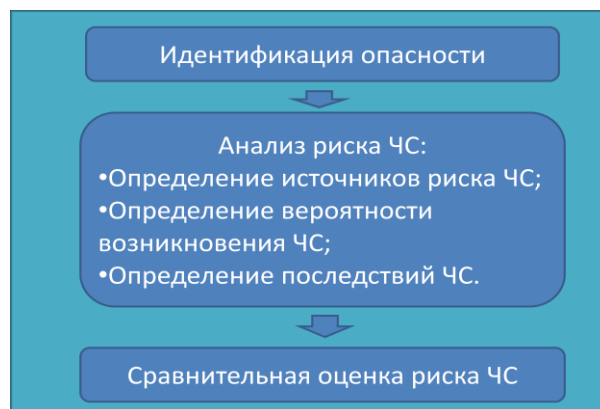 Идентификация опасности
Анализ риска ЧС:
•Определение источников риска ЧС;
•Определение вероятности
возникновения ЧС;
•Определение последствий ЧС.
Сравнительная оценка риска ЧС